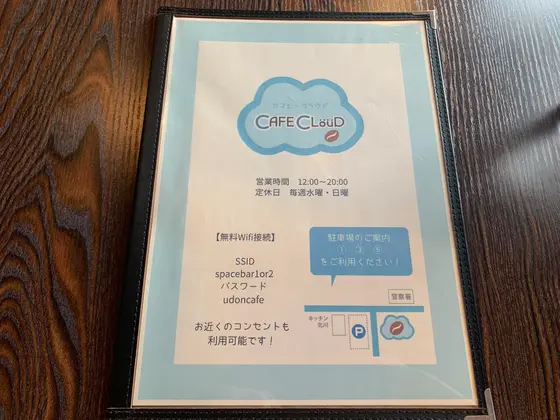 カフェ・クラウド
CAFE CLouD
営業時間 12:00～20:00
定休日 毎週水曜・日曜
【無料Wifi接続】
SSID
spacebar1or2
パスワード
udoncafe
お近くのコンセントも
利用可能です！
駐車場のご案内
① ③ ⑤
をご利用ください！
警察署
キッチン
北川
P